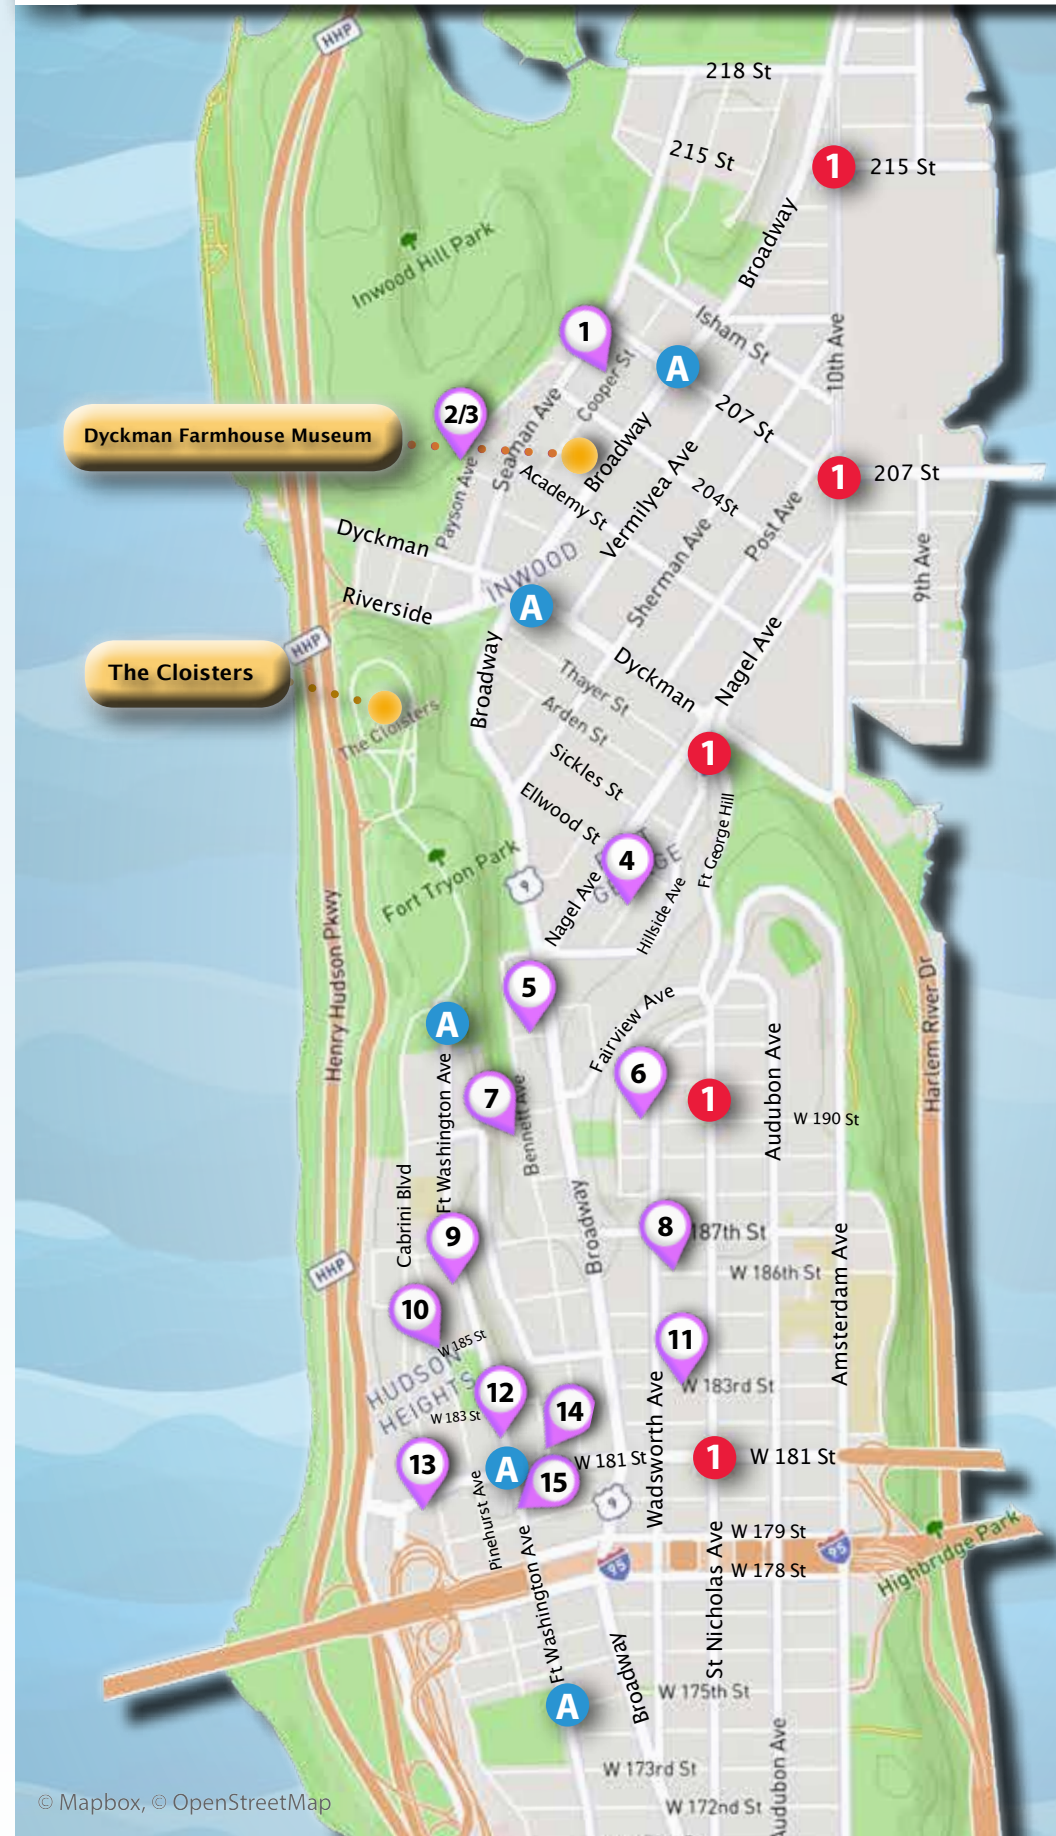 HHP
218 St
215 St
1
215 St
Broadway
Inwood Hill Park
Isham St
1
10th Ave
Cooper St
A
2/3
Dyckman Farmhouse Museum
Seaman Ave
207 St
Broadway
Vermilyea Ave
1
207 St
Payson Ave
Academy St
204St
Post Ave
Dyckman
Sherman Ave
9th Ave
INWOOD
A
Riverside
HHP
Nagel Ave
Dyckman
Thayer St
The Cloisters
Broadway
Arden St
The Cloisters
1
Sickles St
Ellwood St
Ft George Hill
4
Fort Tryon Park
9
Nagel Ave
Hillside Ave
Henry Hudson Pkwy
5
A
Fairview Ave
Harlem River Dr
6
7
1
Audubon Ave
W 190 St
Bennett Ave
Ft Washington Ave
Cabrini Blvd
Broadway
8
187th St
9
W 186th St
HHP
Amsterdam Ave
10
W 185 St
11
HUDSON
HEIGHTS
12
W 183rd St
14
W 183 St
Wadsworth Ave
13
A
W 181 St
1
W 181 St
15
Pinehurst Ave
9
W 179 St
95
95
W 178 St
Highbridge Park
Ft Washington Ave
St Nicholas Ave
Broadway
W 175th St
A
W 173rd St
Audubon Ave
W 172nd St
© Mapbox, © OpenStreetMap